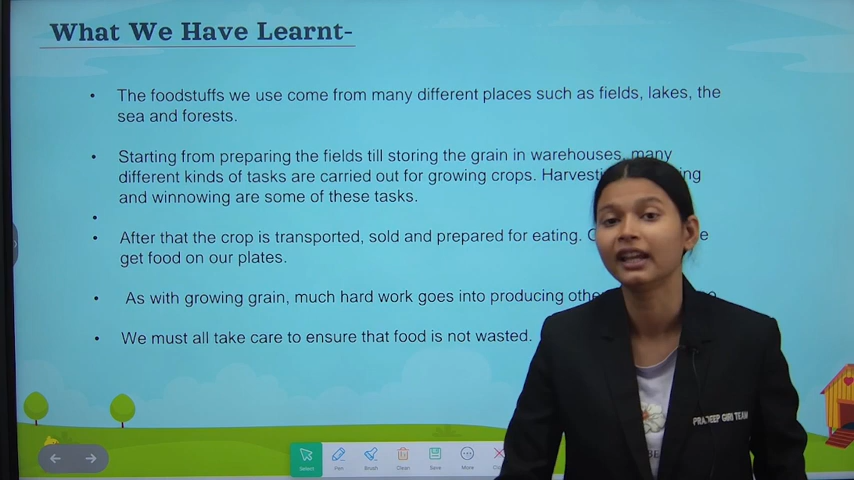 What We Have Learnt-
• The foodstuffs we use come from many different places such as fields, lakes, the
sea and forests.
• Starting from preparing the fields till storing the grain in warehouses, many
different kinds of tasks are carried out for growing crops.
and winnowing are some of these tasks.
•
• After that the crop is transported, sold and prepared for eating.
get food on our plates.
• As with growing grain, much hard work goes into producing
• We must all take care to ensure that food is not wasted.
Select Pen Brush Clean Save More
PRADEEP GIRI TEAM